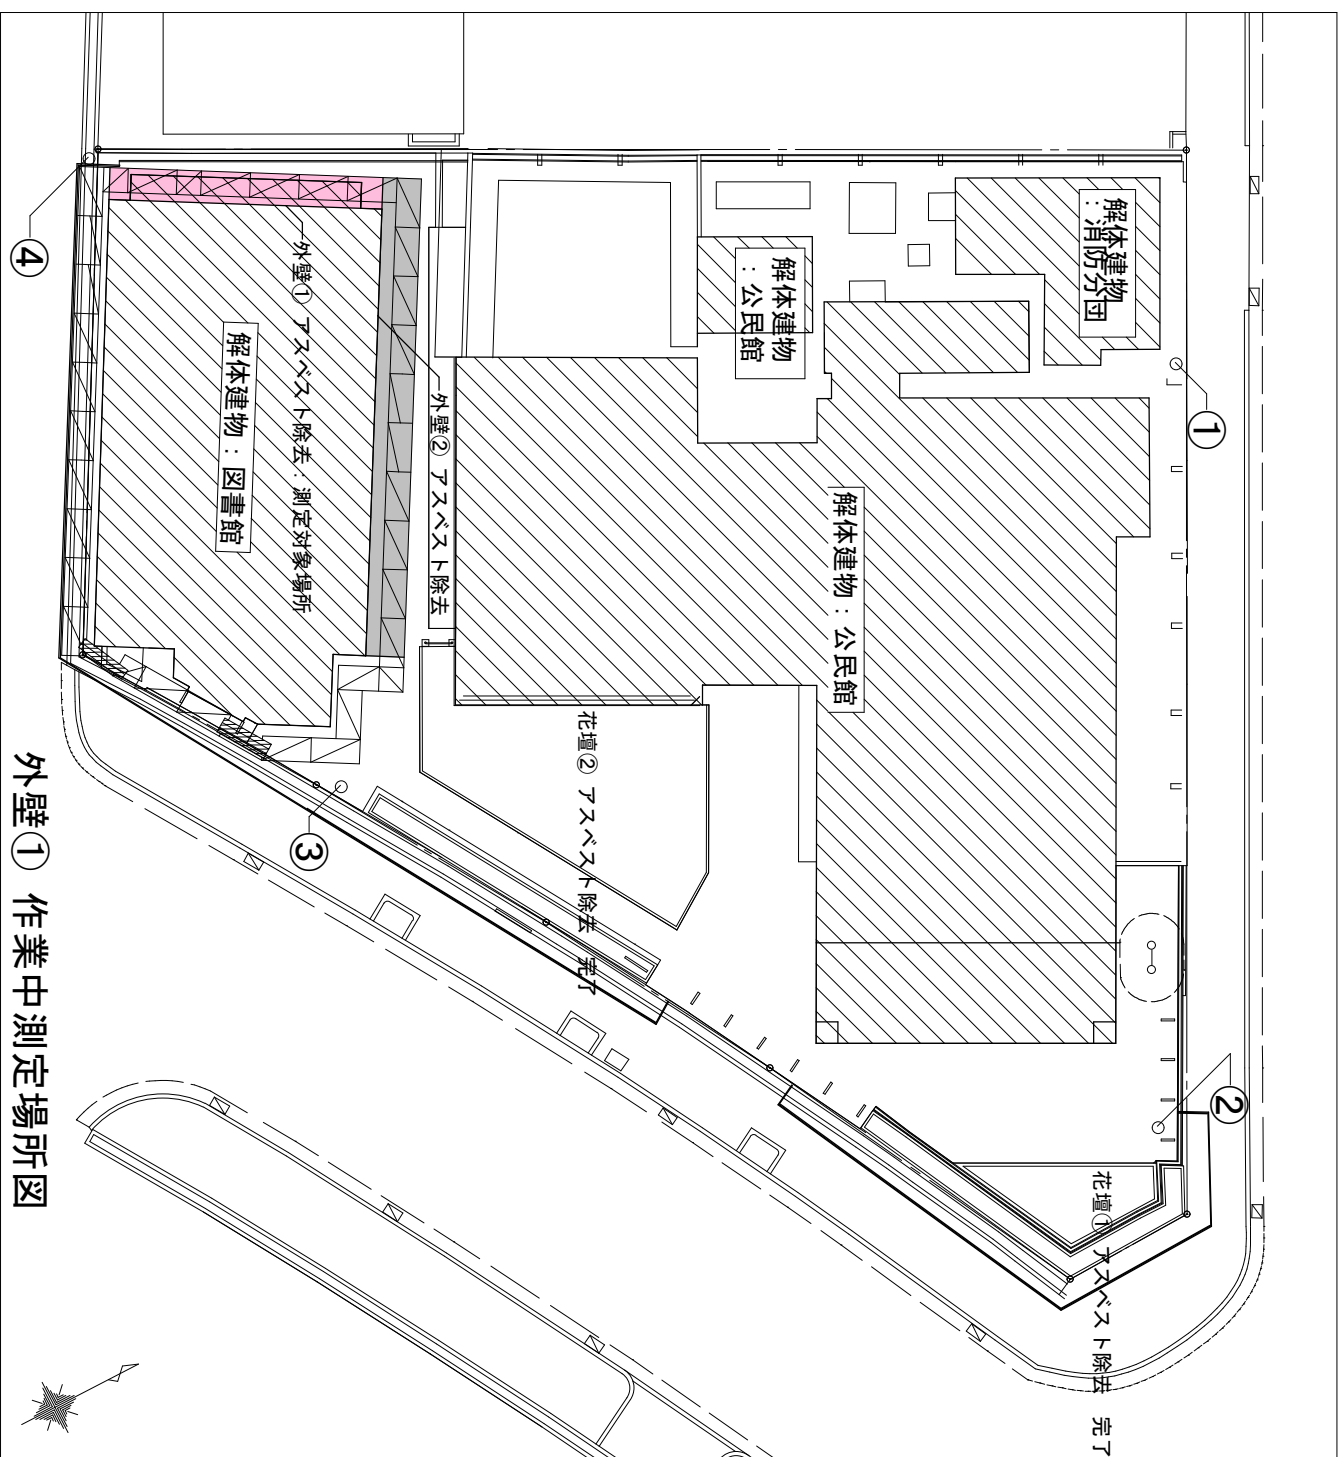 解体建物
：消防分団
①
解体建物
：公民館
解体建物：公民館
②
花壇① アスベスト除去 完了
花壇② アスベスト除去 完了
外壁② アスベスト除去
外壁① アスベスト除去：測定対象場所
解体建物：図書館
③
④
外壁① 作業中測定場所図